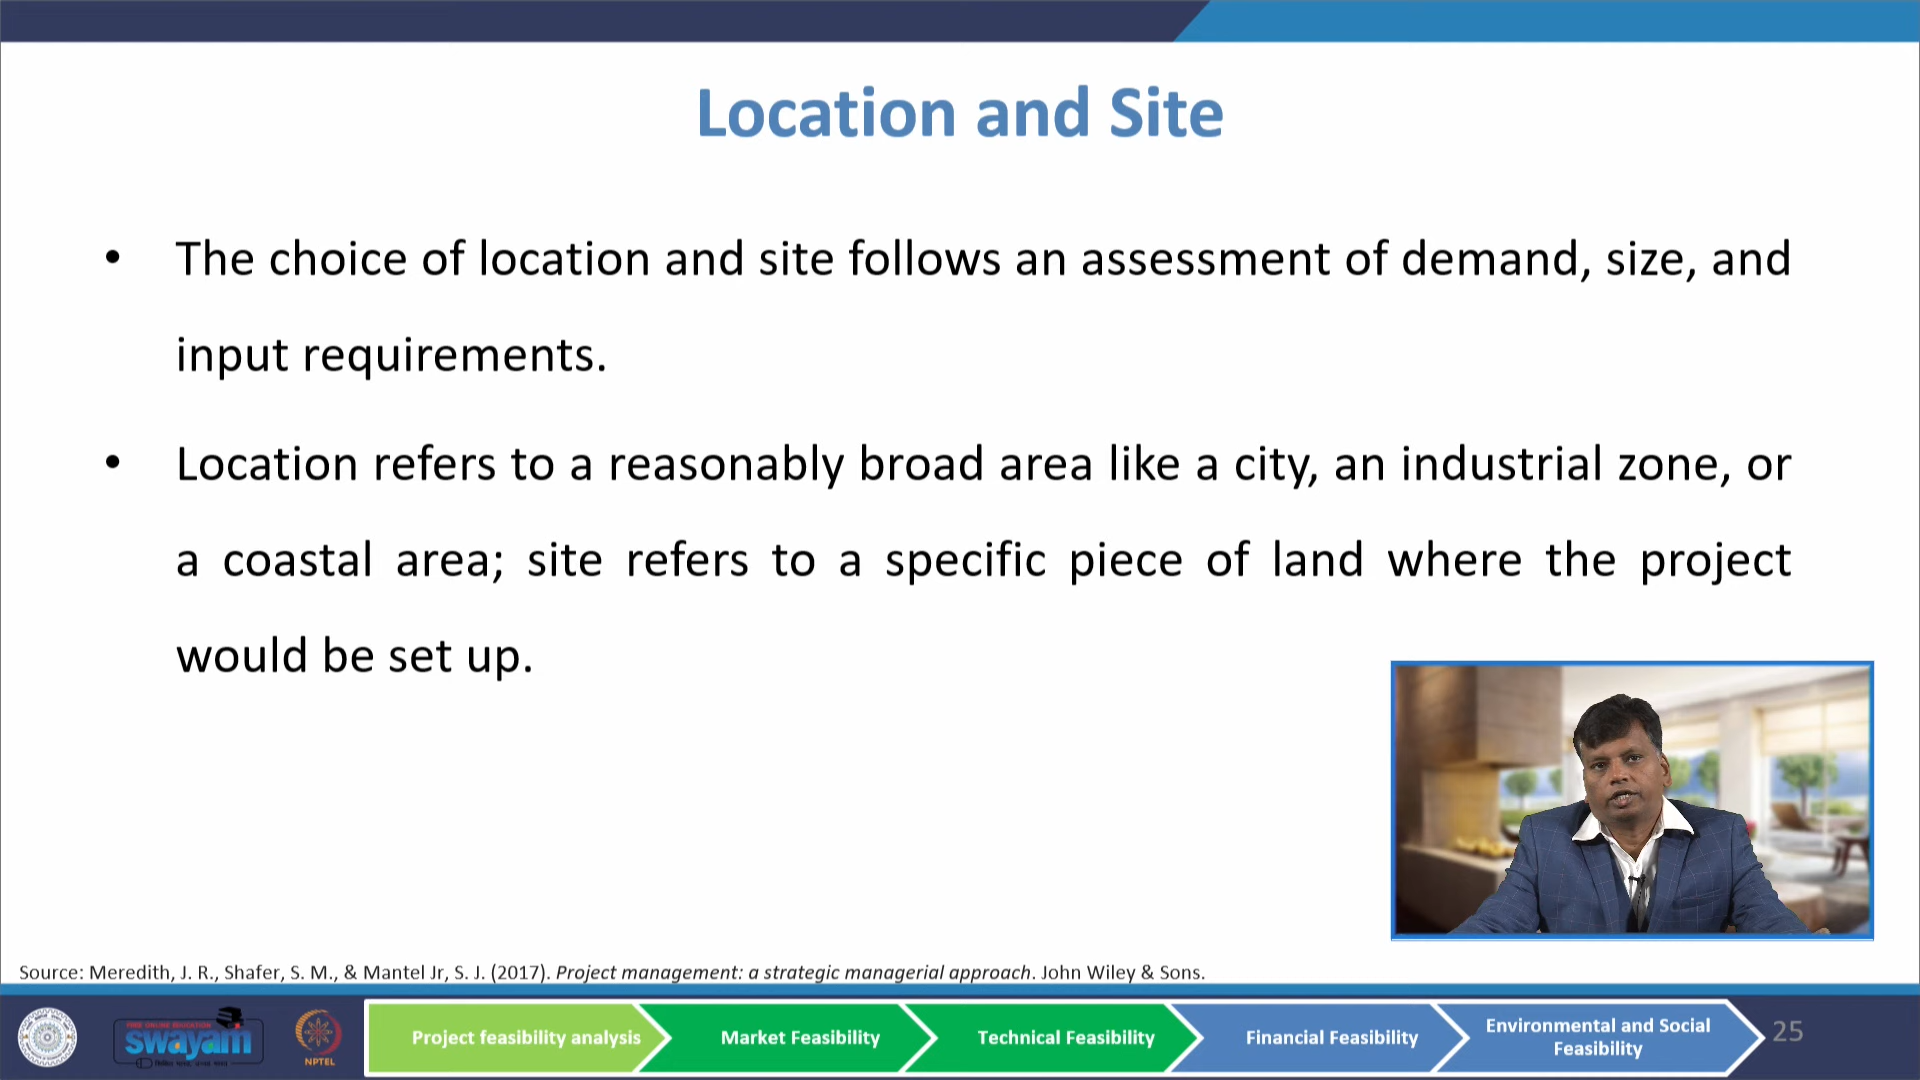 Location and Site
• The choice of location and site follows an assessment of demand, size, and
input requirements.
• Location refers to a reasonably broad area like a city, an industrial zone, or
a coastal area; site refers to a specific piece of land where the project
would be set up.
Source: Meredith, J. R., Shafer, S. M., & Mantel Jr, S. J. (2017). Project management: a strategic managerial approach. John Wiley & Sons.
FREE ONLINE EDUCATION
swayam
NPTEL
Project feasibility analysis
Market Feasibility
Technical Feasibility
Financial Feasibility
Environmental and Social
Feasibility
25